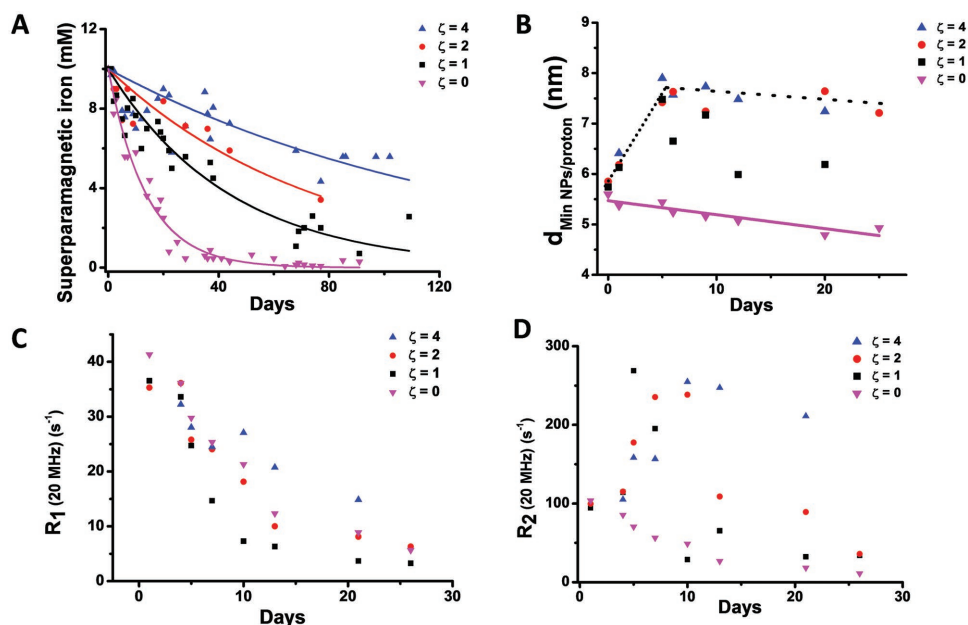 A
Superparamagnetic iron (mM)
12
8
4
0
0 40 80 120
Days
ζ = 4
ζ = 2
ζ = 1
ζ = 0
B
d Min NPs/proton (nm)
9
8
7
6
5
4
0 10 20
Days
ζ = 4
ζ = 2
ζ = 1
ζ = 0
C
R1 (20 MHz) (s-1)
40
30
20
10
0
0 10 20 30
Days
ζ = 4
ζ = 2
ζ = 1
ζ = 0
D
R2 (20 MHz) (s-1)
300
200
100
0
0 10 20 30
Days
ζ = 4
ζ = 2
ζ = 1
ζ = 0